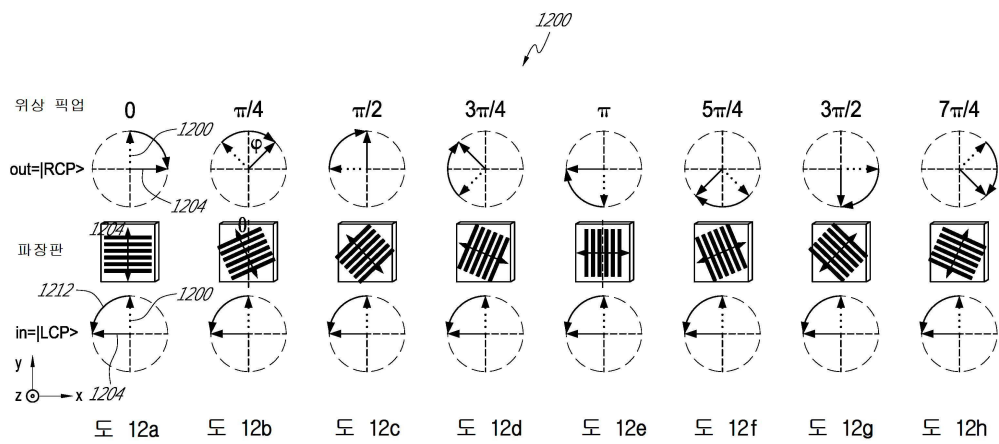 1200
위상 픽업 0 π/4 π/2 3π/4 π 5π/4 3π/2 7π/4
1200
φ
out=|RCP>
1204
1204 θ
파장판
1212 1200
in=|LCP>
y
z x 1204
도 12a 도 12b 도 12c 도 12d 도 12e 도 12f 도 12g 도 12h